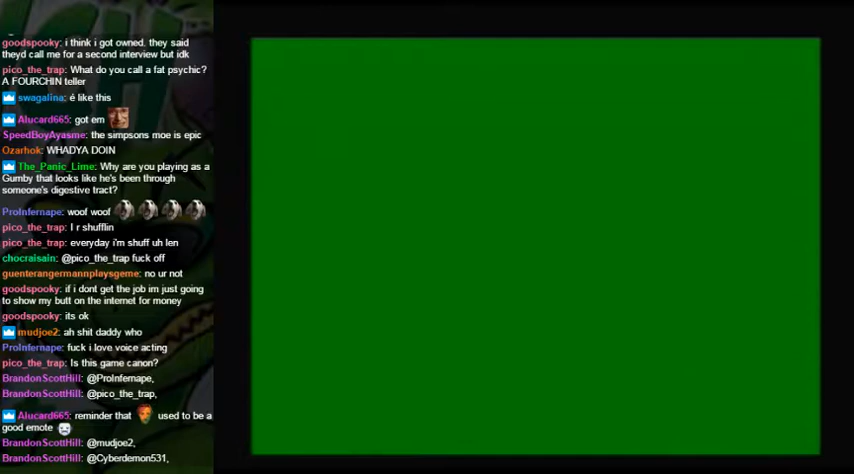 goodspooky: i think i got owned. they said
theyd call me for a second interview but idk
pico_the_trap: What do you call a fat psychic?
A FOURCHIN teller
swagalina: é like this
Alucard665: got em
SpeedBoyAyasme: the simpsons moe is epic
Ozarhok: WHADYA DOIN
The_Panic_Lime: Why are you playing as a
Gumby that looks like he's been through
someone's digestive tract?
ProInfernape: woof woof
pico_the_trap: I r shufflin
pico_the_trap: everyday i'm shuff uh len
chocraisain: @pico_the_trap fuck off
guenterangermannplaysgeme: no ur not
goodspooky: if i dont get the job im just going
to show my butt on the internet for money
goodspooky: its ok
mudjoe2: ah shit daddy who
ProInfernape: fuck i love voice acting
pico_the_trap: Is this game canon?
BrandonScottHill: @ProInfernape,
BrandonScottHill: @pico_the_trap,
Alucard665: reminder that used to be a
good emote
BrandonScottHill: @mudjoe2,
BrandonScottHill: @Cyberdemon531,